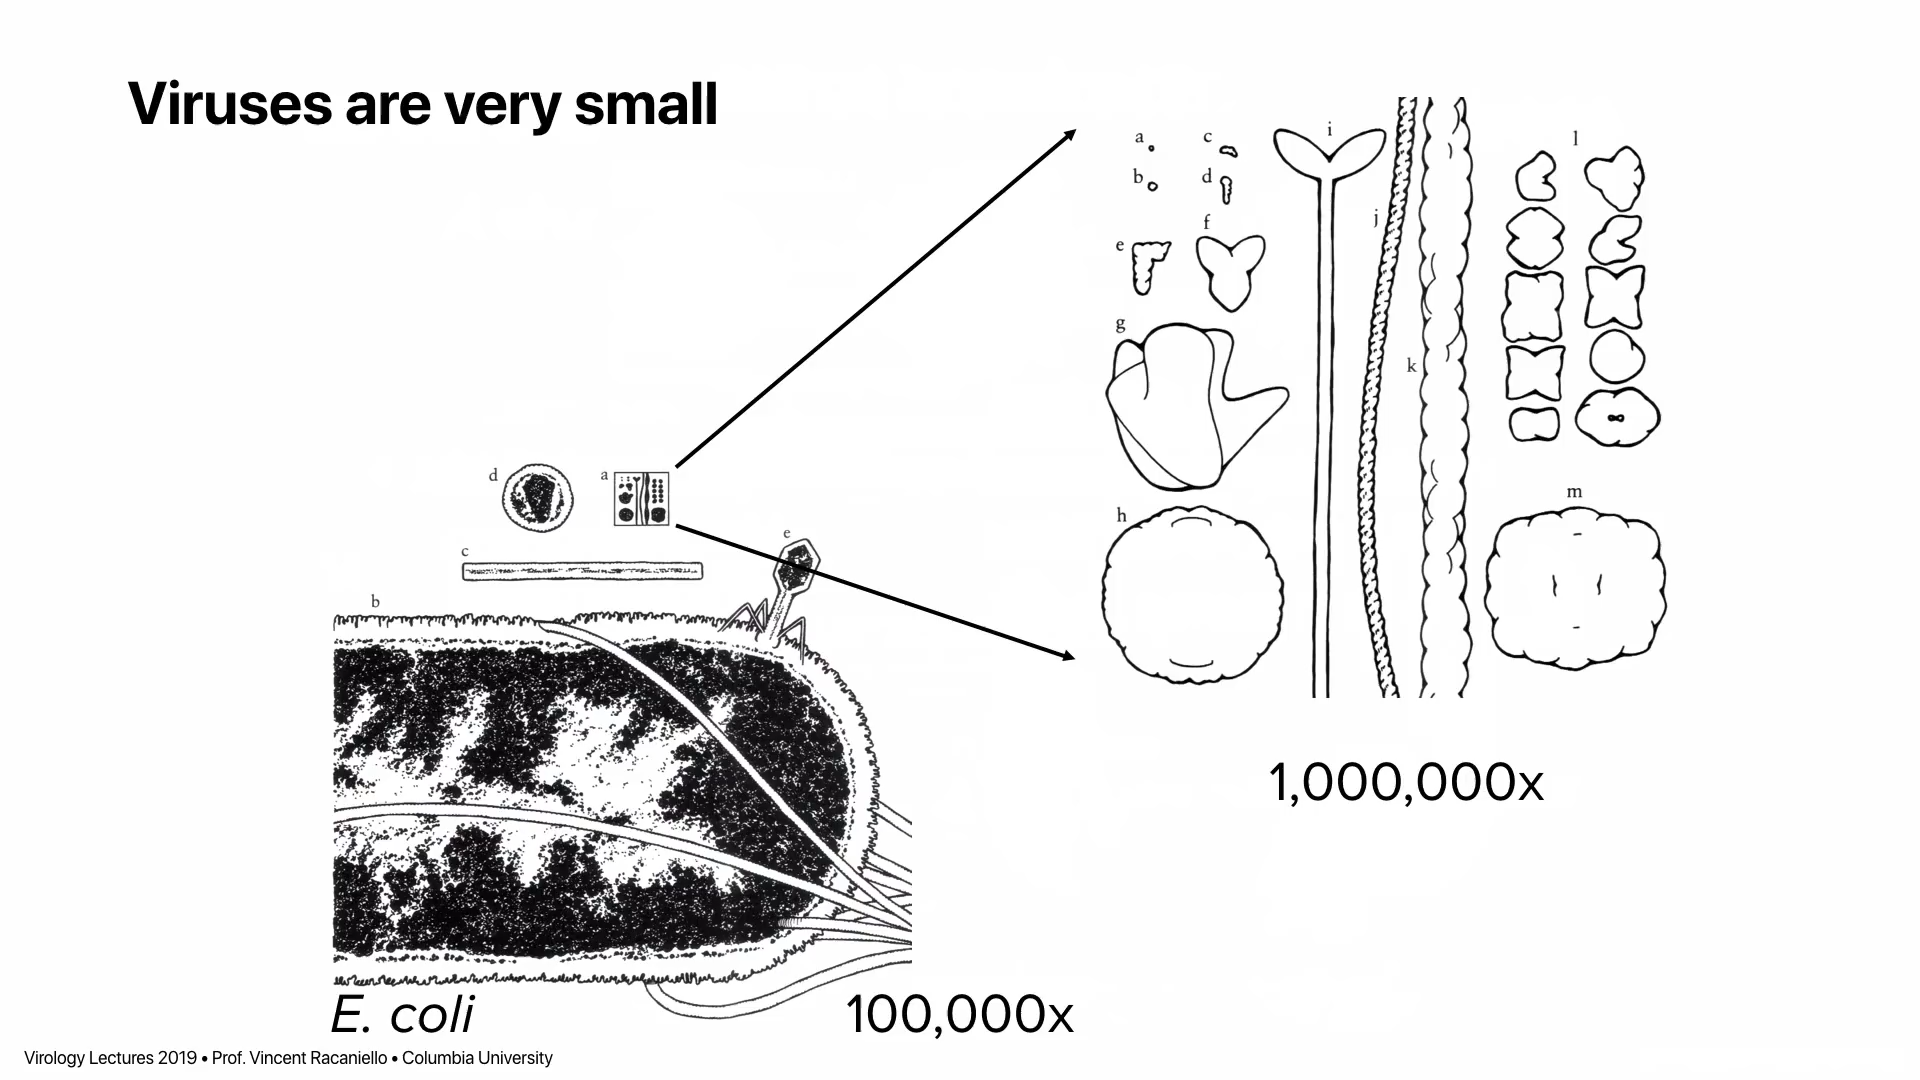 Viruses are very small
a
c
i
b
d
j
l
e
f
g
k
h
m
d
a
c
e
b
1,000,000x
E. coli
100,000x
Virology Lectures 2019 • Prof. Vincent Racaniello • Columbia University